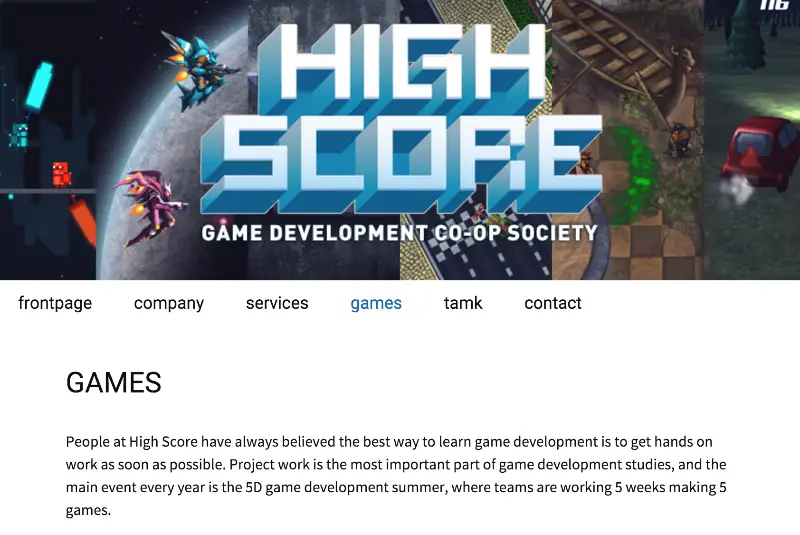 116
HIGH
SCORE
GAME DEVELOPMENT CO-OP SOCIETY
frontpage company services games tamk contact
GAMES
People at High Score have always believed the best way to learn game development is to get hands on
work as soon as possible. Project work is the most important part of game development studies, and the
main event every year is the 5D game development summer, where teams are working 5 weeks making 5
games.